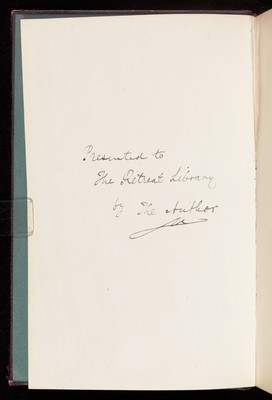 Presented to
The Retreat Library
by The Author